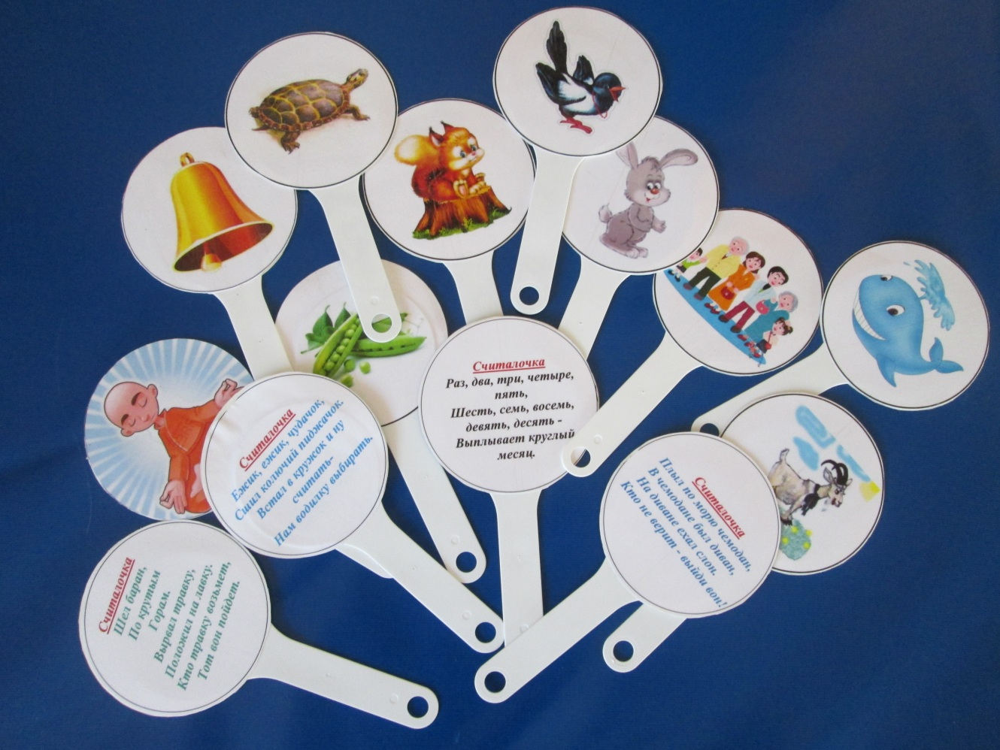 Считалочка
Раз, два, три, четыре,
пять,
Шесть, семь, восемь,
девять, десять -
Выплывает круглый
месяц.
Считалочка
Ежик, ежик, чудачок,
Сшил колючий пиджачок.
Встал в кружок и ну
считать-
Нам водилку выбирать.
Считалочка
Плыл по морю чемодан,
В чемодане был диван,
На диване ехал слон.
Кто не верит - выйди вон!
Считалочка
Шел баран,
По крутым
Горам.
Вырвал травку,
Положил на лавку.
Кто травку возьмет,
Тот вон пойдет.